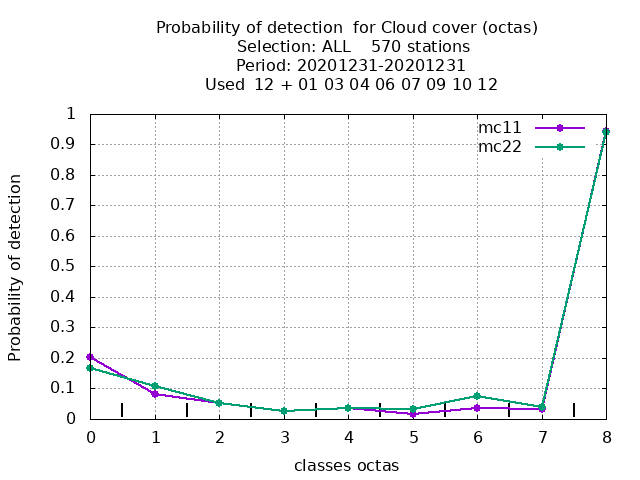 Probability of detection  for Cloud cover (octas)
Selection: ALL    570 stations
Period: 20201231-20201231
Used  12 + 01 03 04 06 07 09 10 12
mc11
mc22
1
0.9
0.8
0.7
0.6
0.5
0.4
0.3
0.2
0.1
0
Probability of detection
0 1 2 3 4 5 6 7 8
classes octas